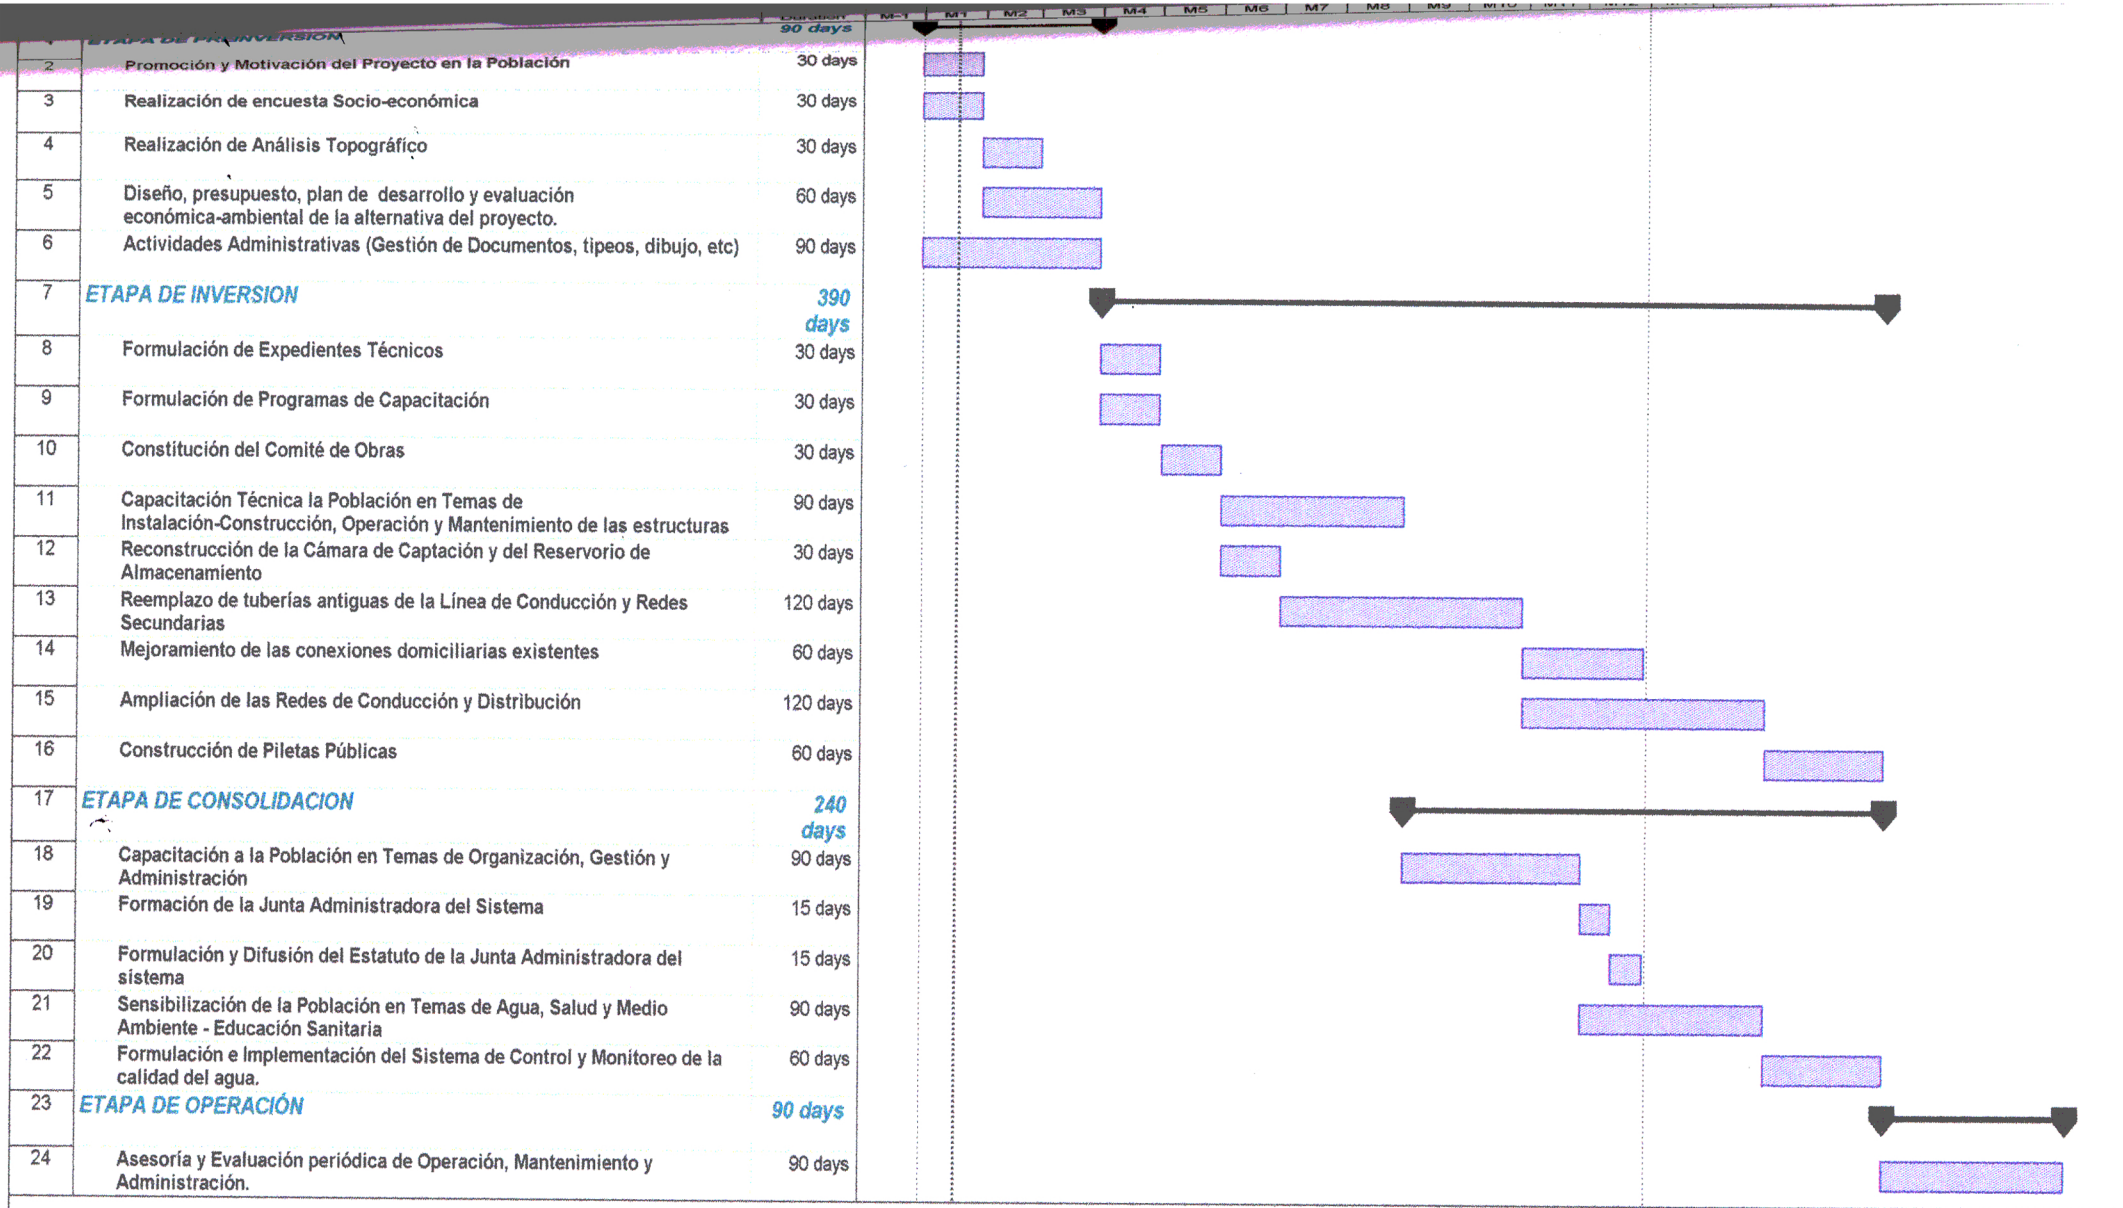 Duration M-1 M1 M2 M3 M4 M5 M6 M7 M8 M9 M10
1 ETAPA DE PREINVERSION 90 days
2 Promoción y Motivación del Proyecto en la Población 30 days
3 Realización de encuesta Socio-económica 30 days
4 Realización de Análisis Topográfico 30 days
5 Diseño, presupuesto, plan de desarrollo y evaluación 60 days
económica-ambiental de la alternativa del proyecto.
6 Actividades Administrativas (Gestión de Documentos, tipeos, dibujo, etc) 90 days
7 ETAPA DE INVERSION 390
days
8 Formulación de Expedientes Técnicos 30 days
9 Formulación de Programas de Capacitación 30 days
10 Constitución del Comité de Obras 30 days
11 Capacitación Técnica la Población en Temas de 90 days
Instalación-Construcción, Operación y Mantenimiento de las estructuras
12 Reconstrucción de la Cámara de Captación y del Reservorio de 30 days
Almacenamiento
13 Reemplazo de tuberías antiguas de la Línea de Conducción y Redes 120 days
Secundarias
14 Mejoramiento de las conexiones domiciliarias existentes 60 days
15 Ampliación de las Redes de Conducción y Distribución 120 days
16 Construcción de Piletas Públicas 60 days
17 ETAPA DE CONSOLIDACION 240
days
18 Capacitación a la Población en Temas de Organización, Gestión y 90 days
Administración
19 Formación de la Junta Administradora del Sistema 15 days
20 Formulación y Difusión del Estatuto de la Junta Administradora del 15 days
sistema
21 Sensibilización de la Población en Temas de Agua, Salud y Medio 90 days
Ambiente - Educación Sanitaria
22 Formulación e Implementación del Sistema de Control y Monitoreo de la 60 days
calidad del agua.
23 ETAPA DE OPERACIÓN 90 days
24 Asesoría y Evaluación periódica de Operación, Mantenimiento y 90 days
Administración.